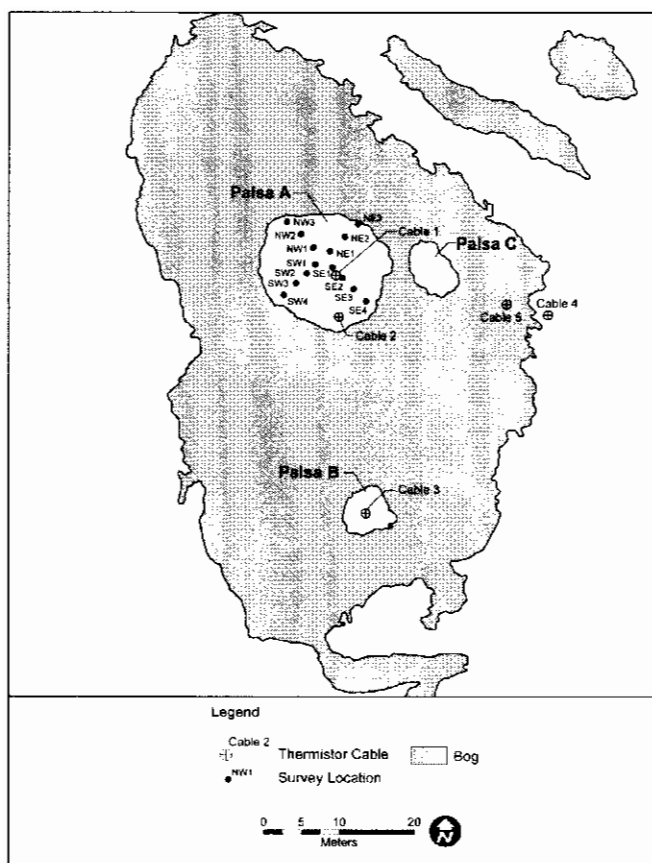 Palsa A
NW3
NE3
NW2
NE2
Cable 1
NW1
NE1
Palsa C
SW1
SW2
SE1
SW3
SE2
SE3
SW4
SE4
Cable 2
Cable 5
Cable 4
Palsa B
Cable 3
Legend
Cable 2
Thermistor Cable
Bog
NW1
Survey Location
0 5 10 20
Meters
N